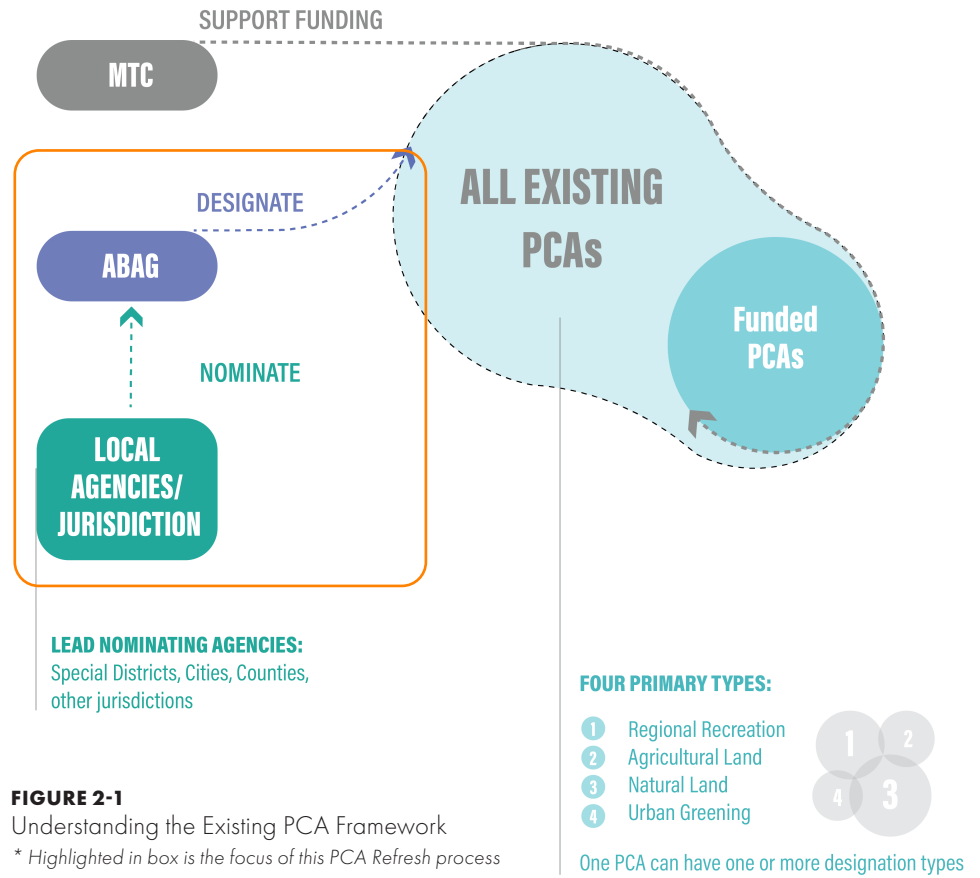 SUPPORT FUNDING
MTC
DESIGNATE
ABAG
NOMINATE
LOCAL
AGENCIES/
JURISDICTION
ALL EXISTING
PCAs
Funded
PCAs
LEAD NOMINATING AGENCIES:
Special Districts, Cities, Counties,
other jurisdictions
FOUR PRIMARY TYPES:
1 Regional Recreation
2 Agricultural Land
3 Natural Land
4 Urban Greening
1 2
4 3
One PCA can have one or more designation types
FIGURE 2-1
Understanding the Existing PCA Framework
* Highlighted in box is the focus of this PCA Refresh process